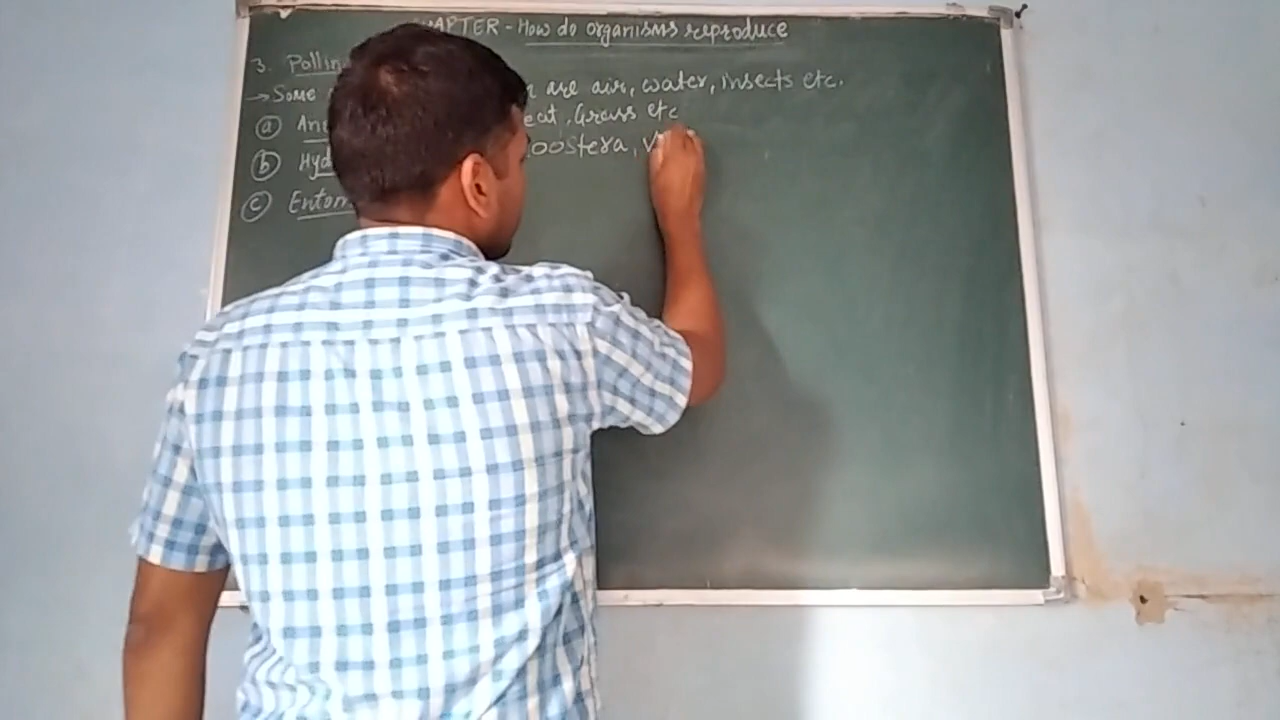 CHAPTER - How do organisms reproduce
3. Pollin
→ Some are air, water, insects etc.
(a) Ane eat, Grass etc
(b) Hyd oostera, V
(c) Entom